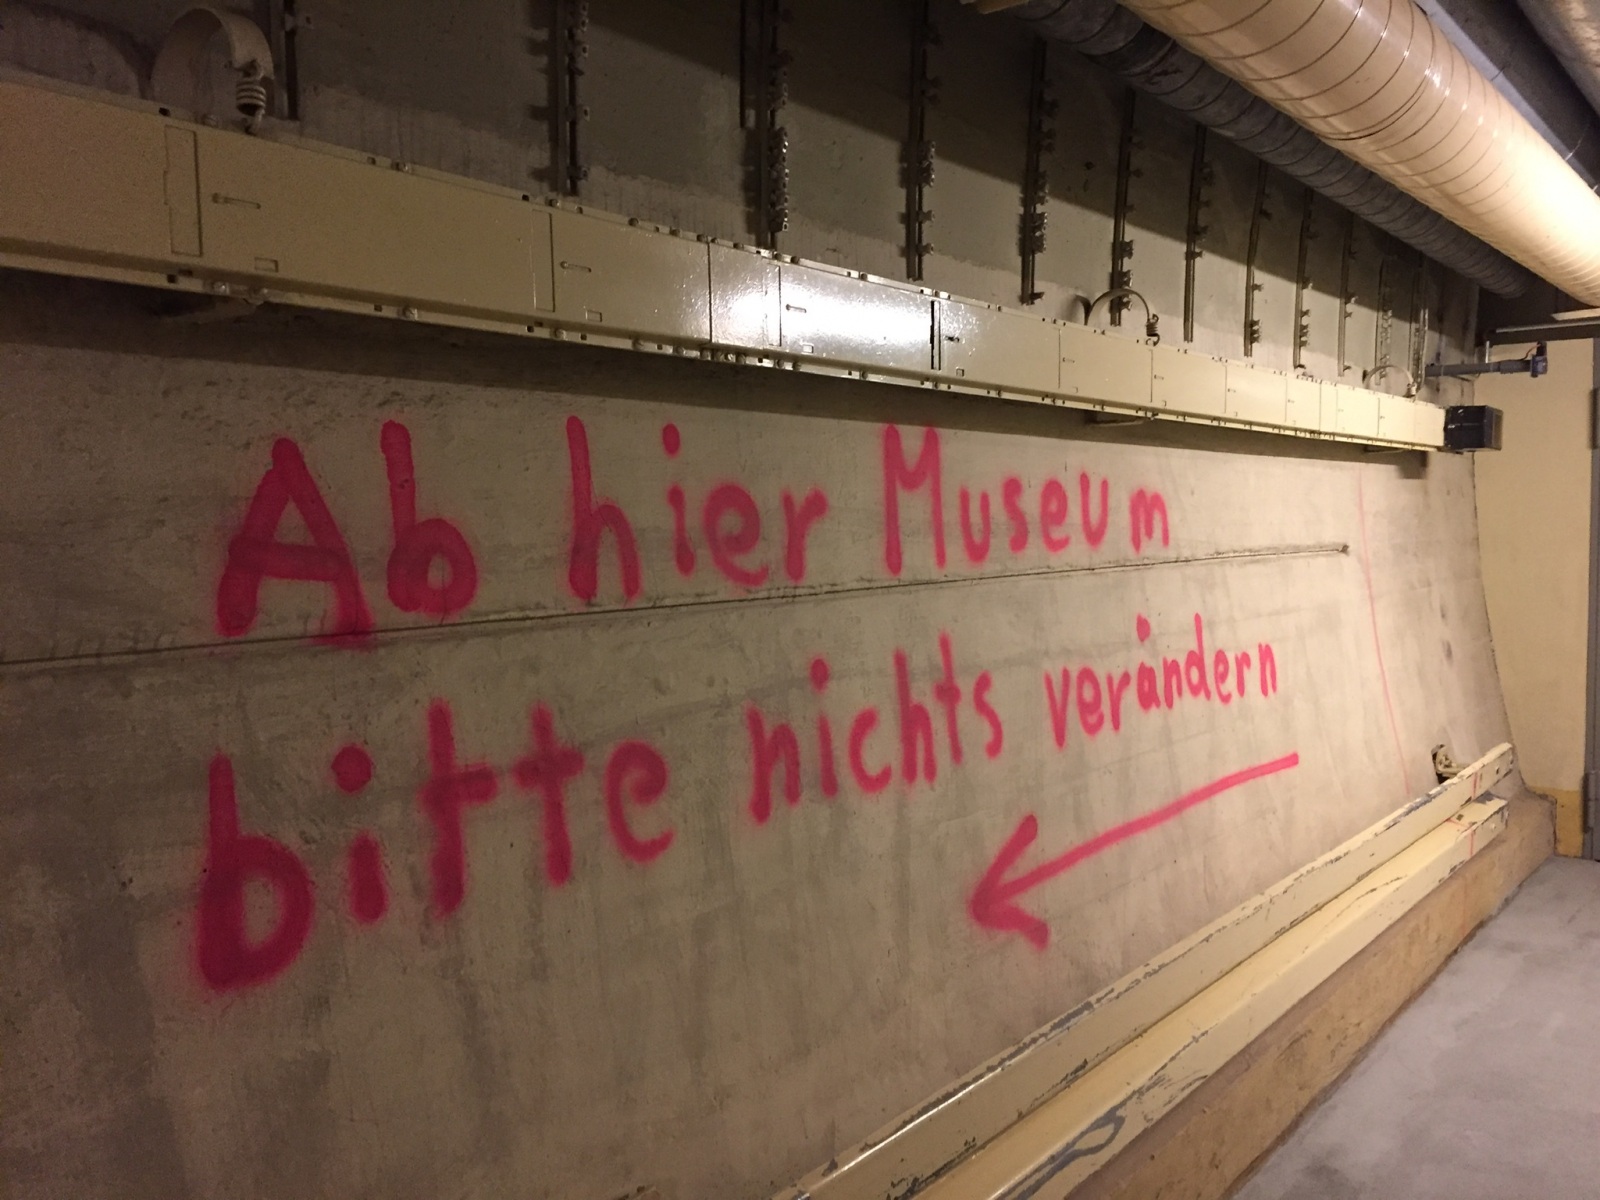 Ab hier Museum
bitte nichts verändern